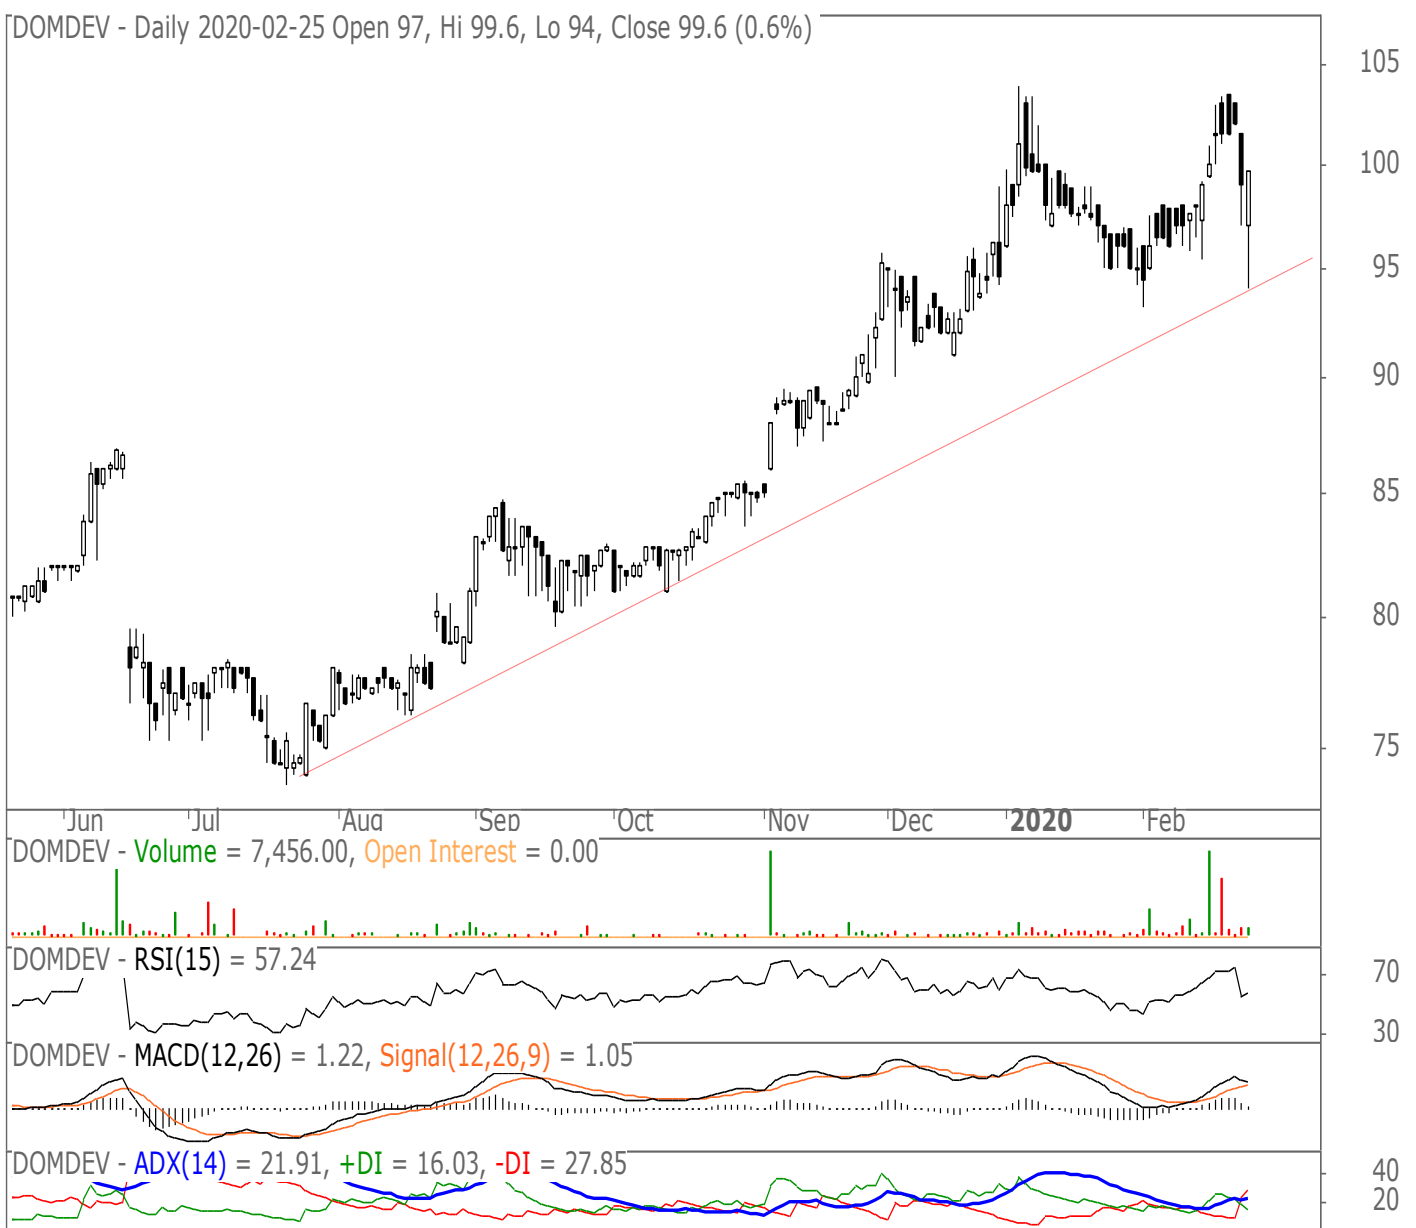 DOMDEV - Daily 2020-02-25 Open 97, Hi 99.6, Lo 94, Close 99.6 (0.6%)
105
100
95
90
85
80
75
Jun Jul Aug Sep Oct Nov Dec 2020 Feb
DOMDEV - Volume = 7,456.00, Open Interest = 0.00
DOMDEV - RSI(15) = 57.24
70
30
DOMDEV - MACD(12,26) = 1.22, Signal(12,26,9) = 1.05
DOMDEV - ADX(14) = 21.91, +DI = 16.03, -DI = 27.85
40
20